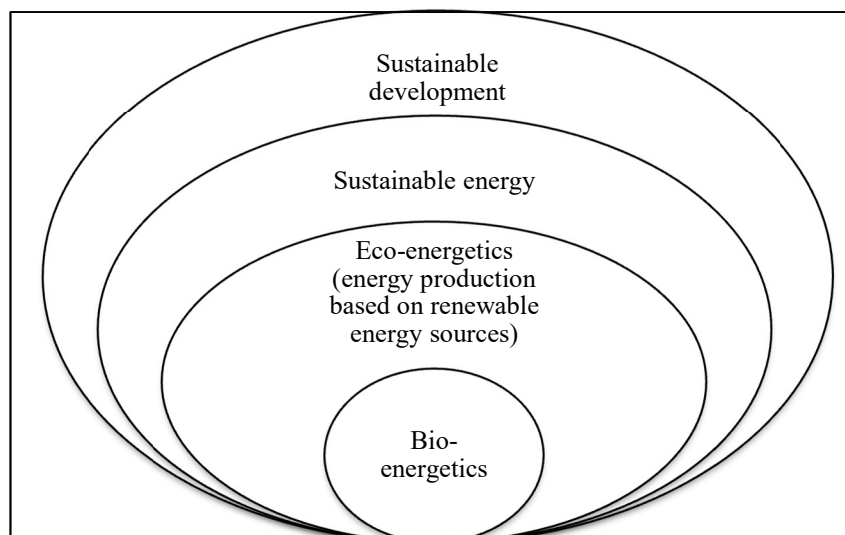 Sustainable
development
Sustainable energy
Eco-energetics
(energy production
based on renewable
energy sources)
Bio-
energetics